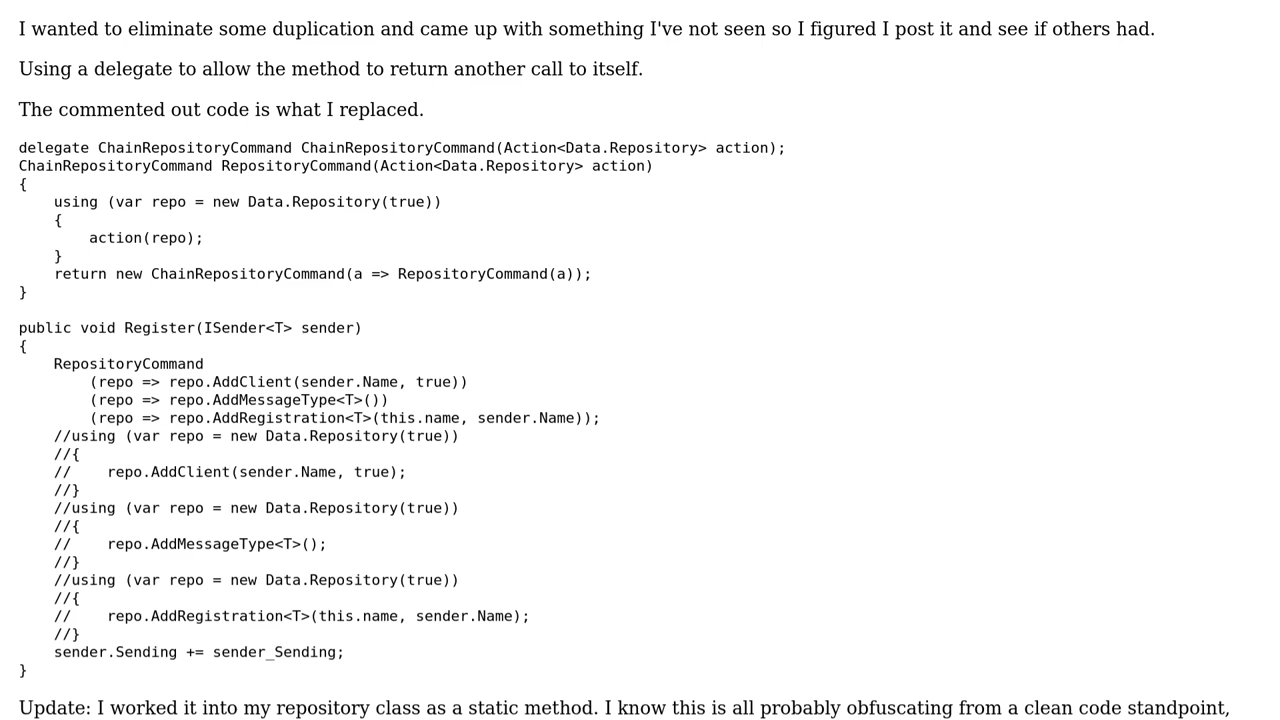 I wanted to eliminate some duplication and came up with something I've not seen so I figured I post it and see if others had.
Using a delegate to allow the method to return another call to itself.
The commented out code is what I replaced.
delegate ChainRepositoryCommand ChainRepositoryCommand(Action<Data.Repository> action);
ChainRepositoryCommand RepositoryCommand(Action<Data.Repository> action)
{
    using (var repo = new Data.Repository(true))
    {
        action(repo);
    }
    return new ChainRepositoryCommand(a => RepositoryCommand(a));
}

public void Register(ISender<T> sender)
{
    RepositoryCommand
        (repo => repo.AddClient(sender.Name, true))
        (repo => repo.AddMessageType<T>())
        (repo => repo.AddRegistration<T>(this.name, sender.Name));
    //using (var repo = new Data.Repository(true))
    //{
    //    repo.AddClient(sender.Name, true);
    //}
    //using (var repo = new Data.Repository(true))
    //{
    //    repo.AddMessageType<T>();
    //}
    //using (var repo = new Data.Repository(true))
    //{
    //    repo.AddRegistration<T>(this.name, sender.Name);
    //}
    sender.Sending += sender_Sending;
}
Update: I worked it into my repository class as a static method. I know this is all probably obfuscating from a clean code standpoint,